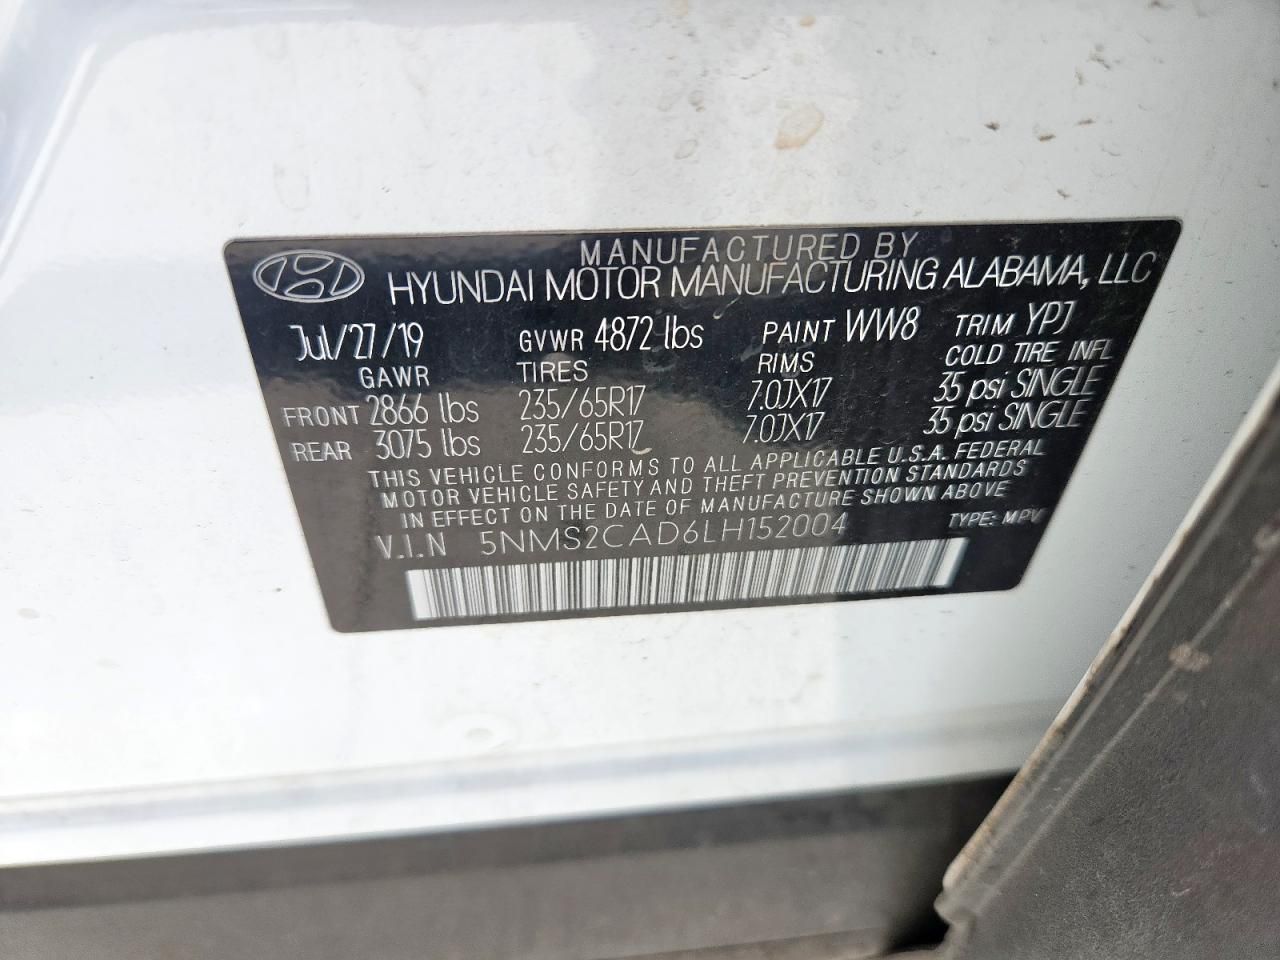 MANUFACTURED BY
HYUNDAI MOTOR MANUFACTURING ALABAMA, LLC
Jul/27/19 GVWR 4872 lbs PAINT WW8 TRIM YPJ
GAWR TIRES RIMS COLD TIRE INFL
FRONT 2866 lbs 235/65R17 7.0JX17 35 psi SINGLE
REAR 3075 lbs 235/65R17 7.0JX17 35 psi SINGLE
THIS VEHICLE CONFORMS TO ALL APPLICABLE U.S.A. FEDERAL
MOTOR VEHICLE SAFETY AND THEFT PREVENTION STANDARDS
IN EFFECT ON THE DATE OF MANUFACTURE SHOWN ABOVE
V.I.N 5NMS2CAD6LH152004 TYPE: MPV